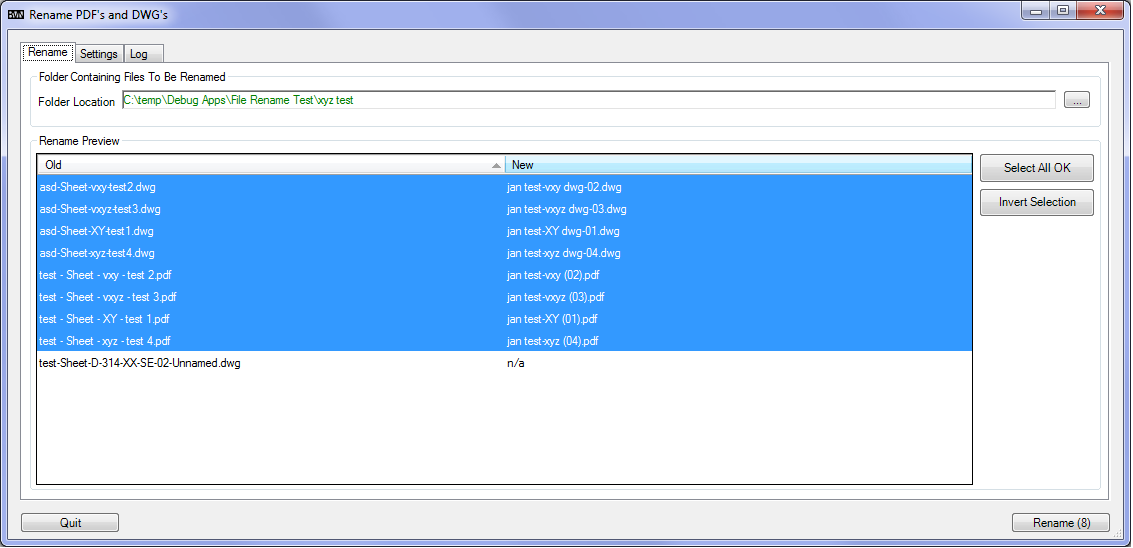 Rename PDF's and DWG's
Rename Settings Log
Folder Containing Files To Be Renamed
Folder Location C:\temp\Debug Apps\File Rename Test\xyz test ...
Rename Preview
Old New
Select All OK
asd-Sheet-vxy-test2.dwg jan test-vxy dwg-02.dwg
Invert Selection
asd-Sheet-vxyz-test3.dwg jan test-vxyz dwg-03.dwg
asd-Sheet-XY-test1.dwg jan test-XY dwg-01.dwg
asd-Sheet-xyz-test4.dwg jan test-xyz dwg-04.dwg
test - Sheet - vxy - test 2.pdf jan test-vxy (02).pdf
test - Sheet - vxyz - test 3.pdf jan test-vxyz (03).pdf
test - Sheet - XY - test 1.pdf jan test-XY (01).pdf
test - Sheet - xyz - test 4.pdf jan test-xyz (04).pdf
test-Sheet-D-314-XX-SE-02-Unnamed.dwg n/a
Quit Rename (8)